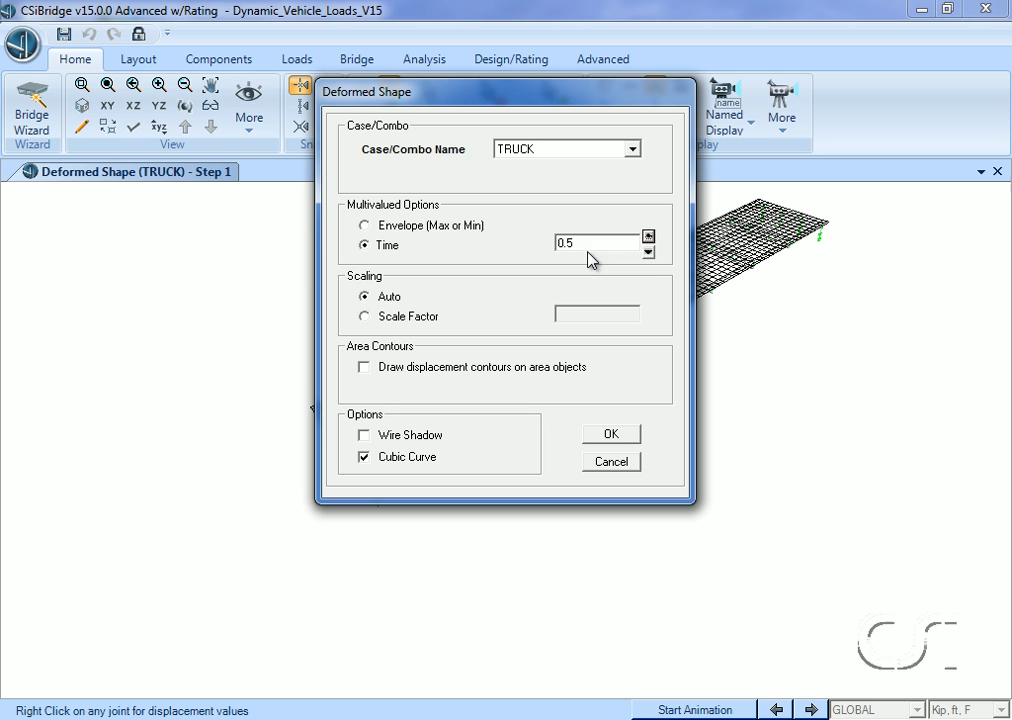 CSiBridge v15.0.0 Advanced w/Rating - Dynamic_Vehicle_Loads_V15
Home Layout Components Loads Bridge Analysis Design/Rating Advanced
Bridge
Wizard
XY XZ YZ
xyz
More
name
Named
Display
More
Wizard View Sn play
Deformed Shape (TRUCK) - Step 1
Deformed Shape
Case/Combo
Case/Combo Name TRUCK
Multivalued Options
Envelope (Max or Min)
Time 0.5
Scaling
Auto
Scale Factor
Area Contours
Draw displacement contours on area objects
Options
Wire Shadow
Cubic Curve
OK
Cancel
CSi
Right Click on any joint for displacement values Start Animation GLOBAL Kip, ft, F